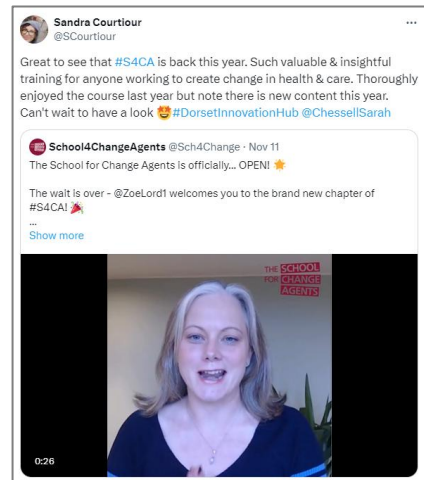 Sandra Courtiour
@SCourtiour
Great to see that #S4CA is back this year. Such valuable & insightful
training for anyone working to create change in health & care. Thoroughly
enjoyed the course last year but note there is new content this year.
Can't wait to have a look 🤩#DorsetInnovationHub @ChessellSarah
School4ChangeAgents @Sch4Change · Nov 11
The School for Change Agents is officially... OPEN! 🌟
The wait is over - @ZoeLord1 welcomes you to the brand new chapter of
#S4CA! 🎉
...
Show more
THE SCHOOL
FOR CHANGE
AGENTS
0:26